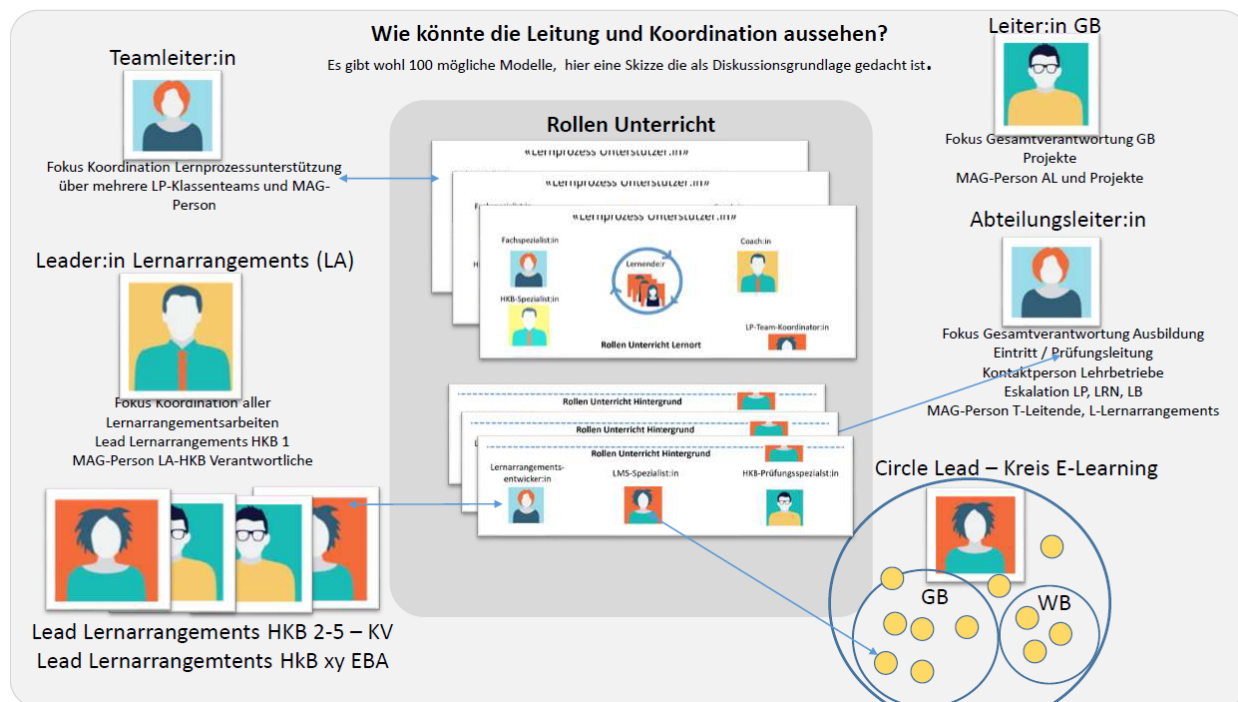 Wie könnte die Leitung und Koordination aussehen?
Es gibt wohl 100 mögliche Modelle, hier eine Skizze die als Diskussionsgrundlage gedacht ist.
Teamleiter:in
Fokus Koordination Lernprozessunterstützung
über mehrere LP-Klassenteams und MAG-
Person
Leader:in Lernarrangements (LA)
Fokus Koordination aller
Lernarrangementsarbeiten
Lead Lernarrangements HKB 1
MAG-Person LA-HKB Verantwortliche
Lead Lernarrangements HKB 2-5 – KV
Lead Lernarrangemtents HkB xy EBA
Rollen Unterricht
«Lernprozess Unterstützer:in»
«Lernprozess Unterstützer:in»
«Lernprozess Unterstützer:in»
Fachspezialist:in
Lernende:r
Coach:in
HKB-Spezialist:in
LP-Team-Koordinator:in
Rollen Unterricht Lernort
Rollen Unterricht Hintergrund
Rollen Unterricht Hintergrund
Rollen Unterricht Hintergrund
Lernarrangements-
entwicker:in
LMS-Spezialist:in
HKB-Prüfungsspezialst:in
Leiter:in GB
Fokus Gesamtverantwortung GB
Projekte
MAG-Person AL und Projekte
Abteilungsleiter:in
Fokus Gesamtverantwortung Ausbildung
Eintritt / Prüfungsleitung
Kontaktperson Lehrbetriebe
Eskalation LP, LRN, LB
MAG-Person T-Leitende, L-Lernarrangements
Circle Lead – Kreis E-Learning
GB
WB